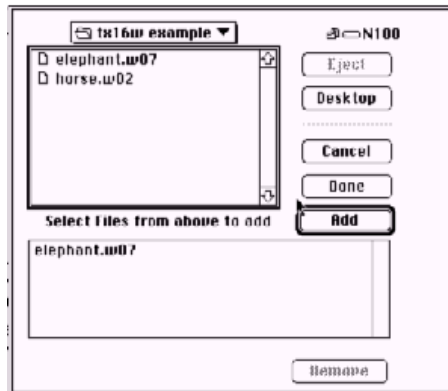 tx16w example
N100
elephant.w07
horse.w02
Eject
Desktop
Cancel
Done
Select Files from above to add
Add
elephant.w07
Remove